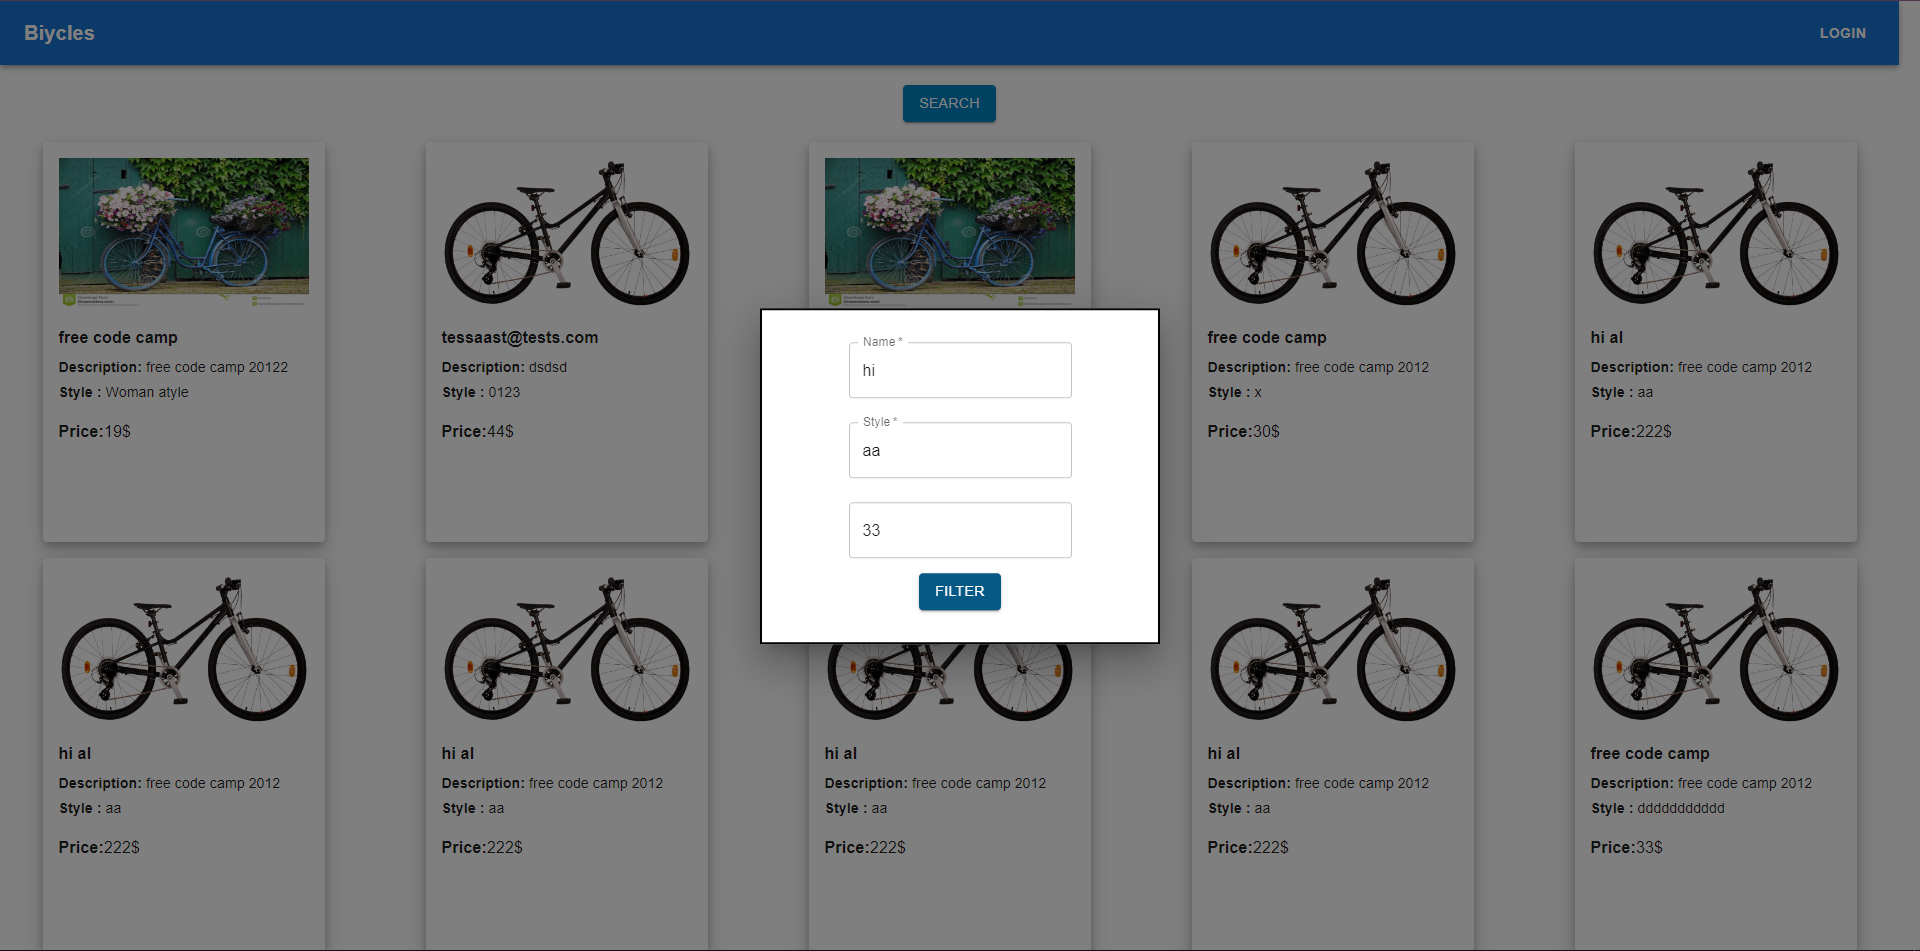 Biycles
LOGIN
SEARCH
free code camp
Description: free code camp 20122
Style : Woman atyle
Price:19$
tessaast@tests.com
Description: dsdsd
Style : 0123
Price:44$
free code camp
Description: free code camp 2012
Style : x
Price:30$
hi al
Description: free code camp 2012
Style : aa
Price:222$
Name *
hi
Style *
aa
33
FILTER
hi al
Description: free code camp 2012
Style : aa
Price:222$
hi al
Description: free code camp 2012
Style : aa
Price:222$
hi al
Description: free code camp 2012
Style : aa
Price:222$
hi al
Description: free code camp 2012
Style : aa
Price:222$
free code camp
Description: free code camp 2012
Style : ddddddddddd
Price:33$